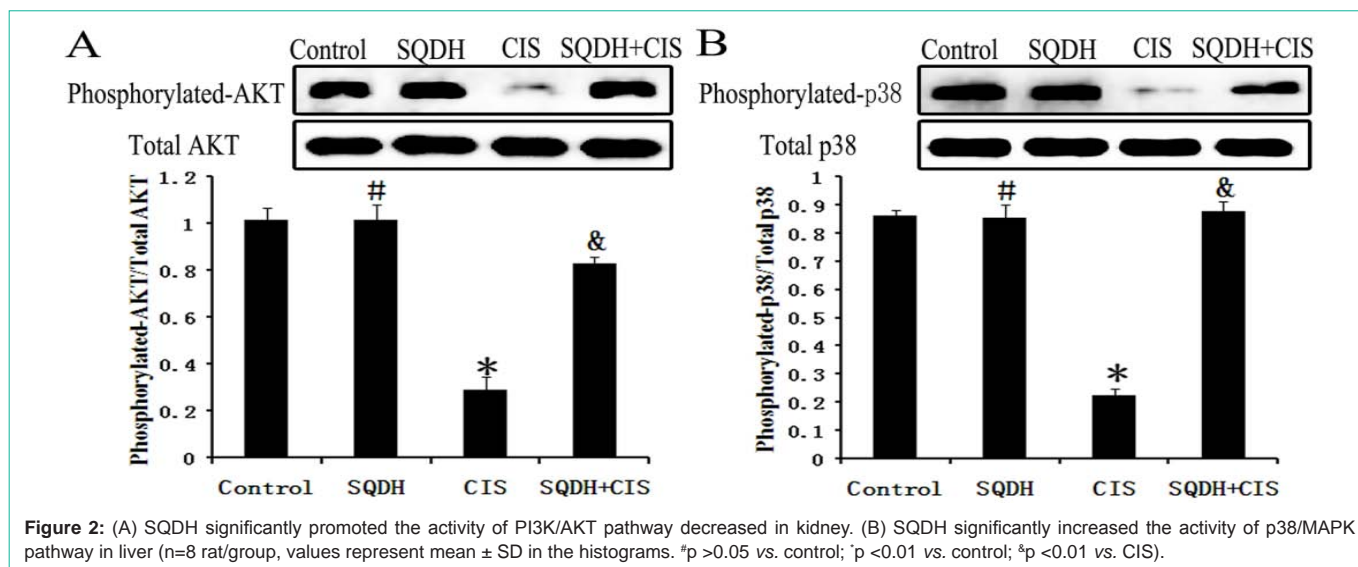 A
Control SQDH CIS SQDH+CIS
Phosphorylated-AKT
Total AKT
Phosphorylated-AKT/Total AKT
1.2
1
0.8
0.6
0.4
0.2
0
#
*
&
Control SQDH CIS SQDH+CIS
B
Control SQDH CIS SQDH+CIS
Phosphorylated-p38
Total p38
Phosphorylated-p38/Total p38
1
0.9
0.8
0.7
0.6
0.5
0.4
0.3
0.2
0.1
0
#
*
&
Control SQDH CIS SQDH+CIS
Figure 2: (A) SQDH significantly promoted the activity of PI3K/AKT pathway decreased in kidney. (B) SQDH significantly increased the activity of p38/MAPK
pathway in liver (n=8 rat/group, values represent mean ± SD in the histograms. #p >0.05 vs. control; *p <0.01 vs. control; &p <0.01 vs. CIS).